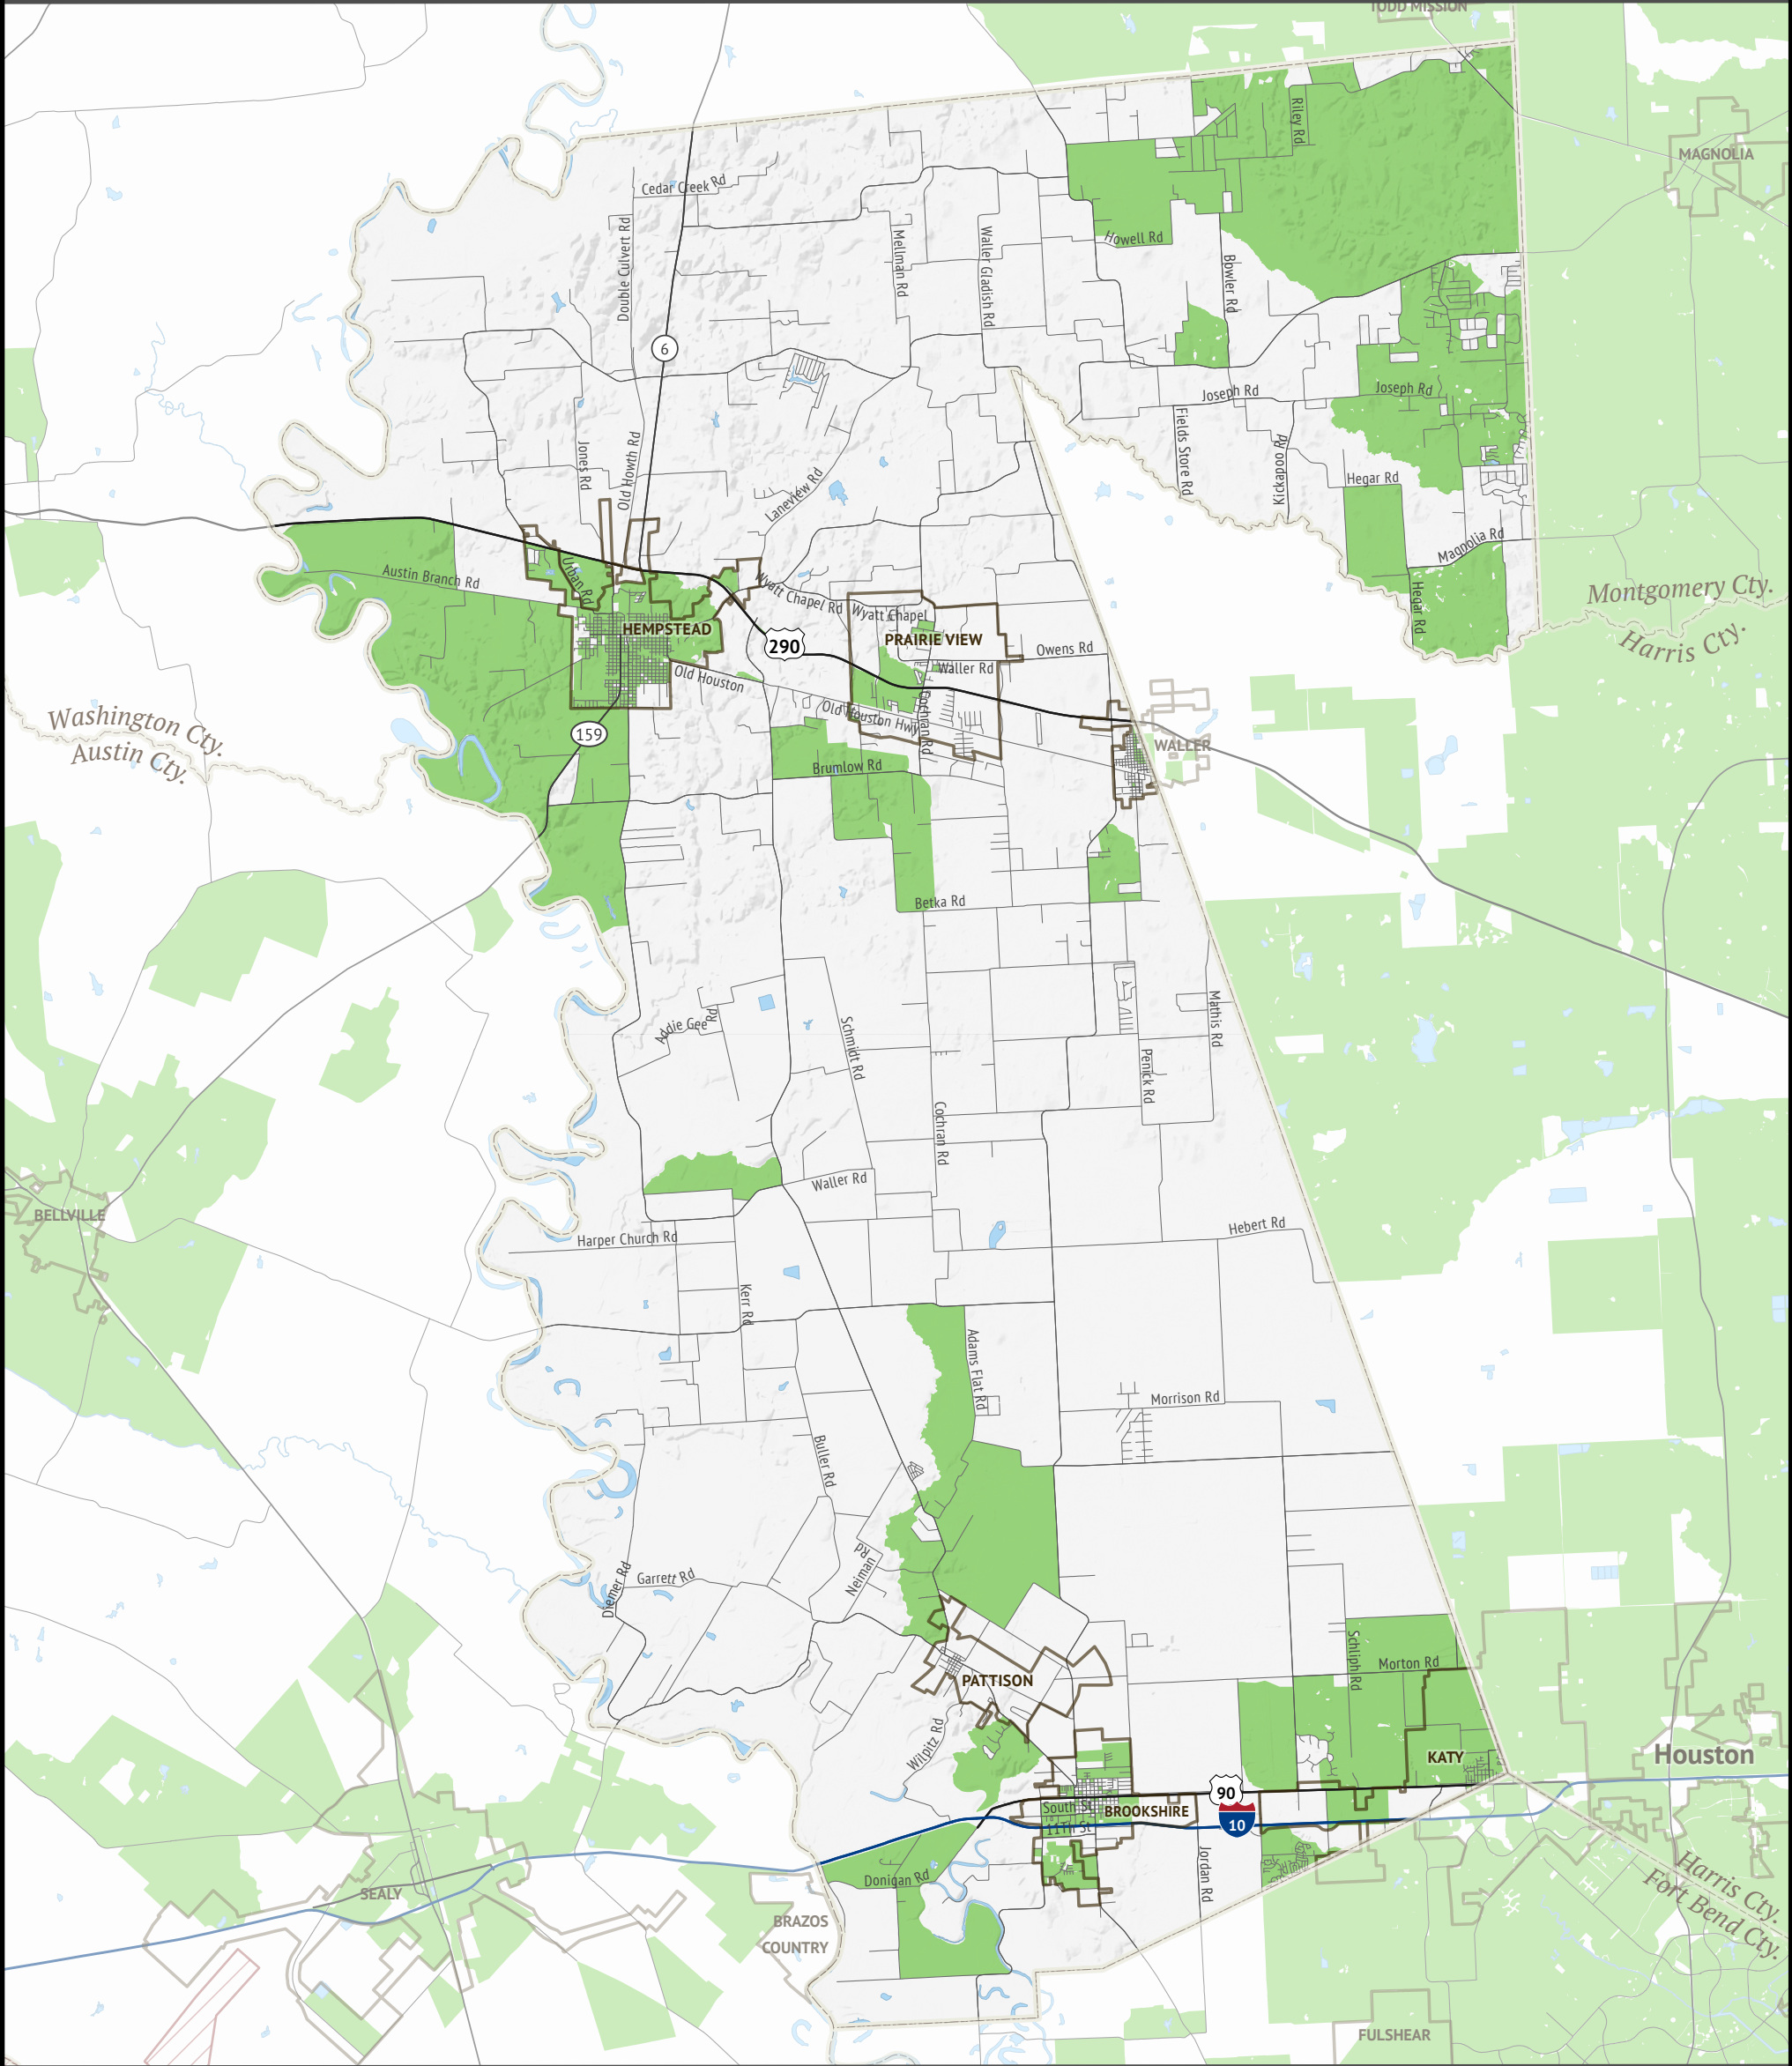 TODD MISSION
Riley Rd
MAGNOLIA
Cedar Creek Rd
Double Culvert Rd
Mellman Rd
Waller Gladish Rd
Howell Rd
Bowler Rd
6
Joseph Rd
Joseph Rd
Fields Store Rd
Kickapoo Rd
Jones Rd
Old Howth Rd
Laneview Rd
Hegar Rd
Magnolia Rd
Hegar Rd
Montgomery Cty.
Harris Cty.
Austin Branch Rd
Urban Rd
Wyatt Chapel Rd
Wyatt Chapel
HEMPSTEAD
290
PRAIRIE VIEW
Owens Rd
Waller Rd
Old Houston
Old Houston Hwy
Cochran Rd
159
WALLER
Washington Cty.
Austin Cty.
Brumlow Rd
Betka Rd
Addie Gee Rd
Schmidt Rd
Mathis Rd
Penick Rd
Cochran Rd
Waller Rd
BELLVILLE
Harper Church Rd
Hebert Rd
Kerr Rd
Adams Flat Rd
Morrison Rd
Buller Rd
Neiman Rd
Diemer Rd
Garrett Rd
Schliph Rd
Morton Rd
PATTISON
Wilpitz Rd
KATY
Houston
90
10
South St
BROOKSHIRE
11Th St
Jordan Rd
Donigan Rd
SEALY
BRAZOS
COUNTRY
Harris Cty.
Fort Bend Cty.
FULSHEAR